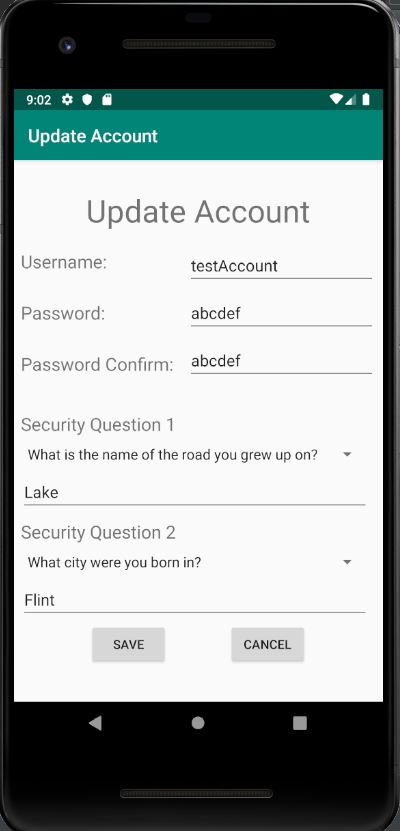 9:02
Update Account
Update Account
Username: testAccount
Password: abcdef
Password Confirm: abcdef
Security Question 1
What is the name of the road you grew up on?
Lake
Security Question 2
What city were you born in?
Flint
SAVE CANCEL